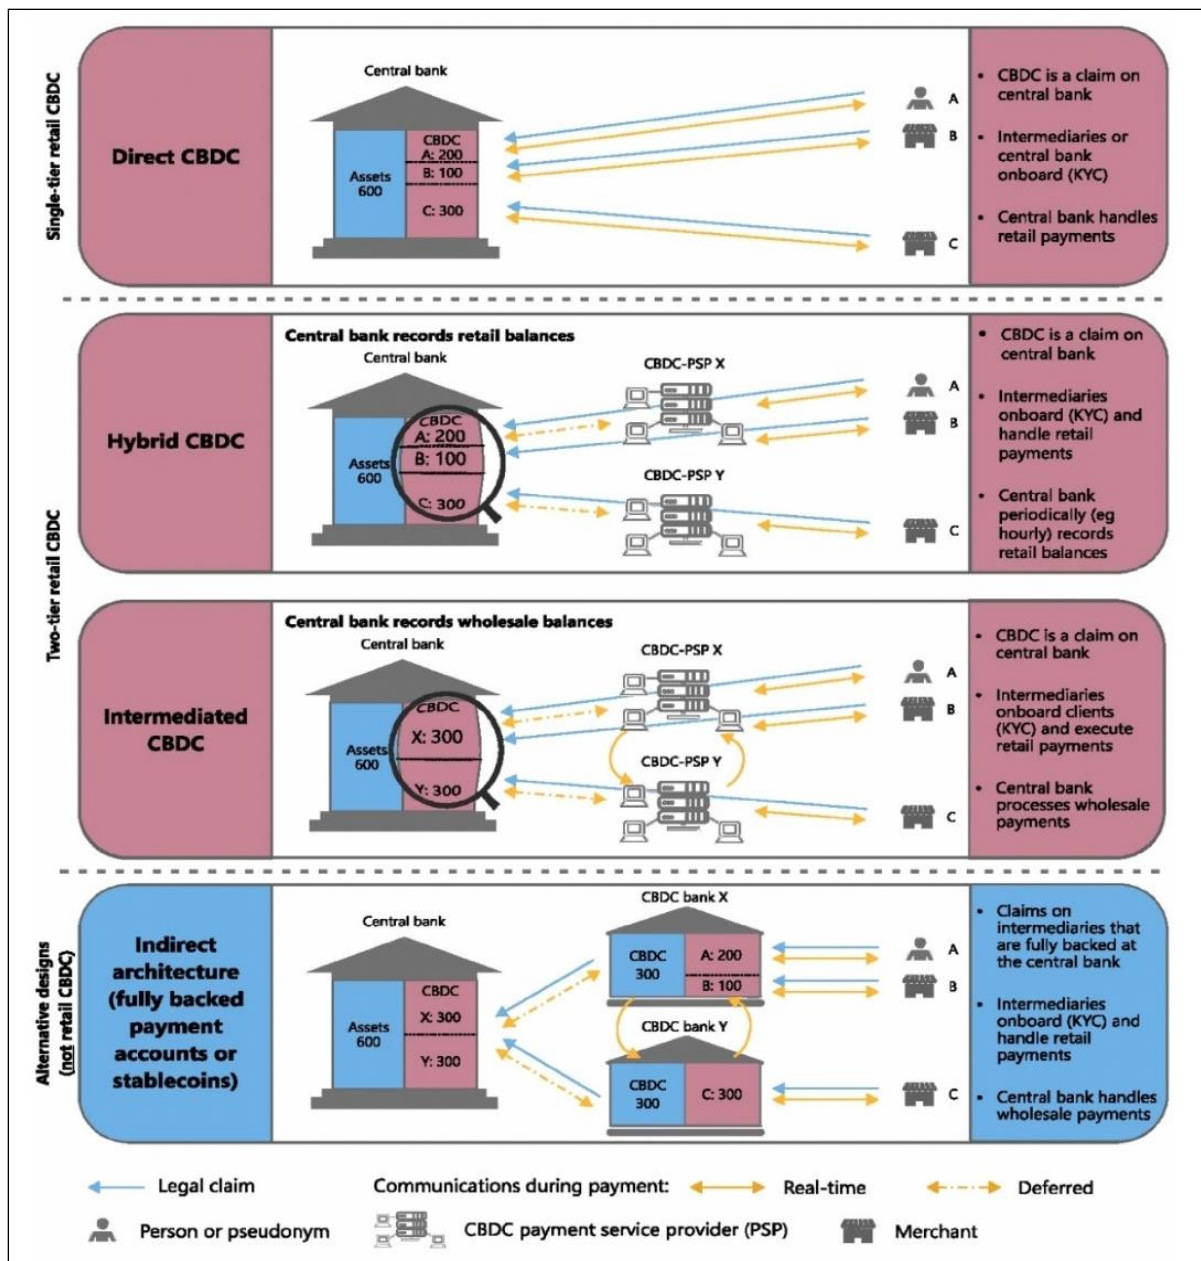 Single-tier retail CBDC
Direct CBDC
Central bank
Assets
600
CBDC
A: 200
B: 100
C: 300
A
B
C
• CBDC is a claim on
central bank
• Intermediaries or
central bank
onboard (KYC)
• Central bank handles
retail payments
Two-tier retail CBDC
Hybrid CBDC
Central bank records retail balances
Central bank
Assets
600
CBDC
A: 200
B: 100
C: 300
CBDC-PSP X
CBDC-PSP Y
A
B
C
• CBDC is a claim on
central bank
• Intermediaries
onboard (KYC) and
handle retail
payments
• Central bank
periodically (eg
hourly) records
retail balances
Intermediated
CBDC
Central bank records wholesale balances
Central bank
Assets
600
CBDC
X: 300
Y: 300
CBDC-PSP X
CBDC-PSP Y
A
B
C
• CBDC is a claim on
central bank
• Intermediaries
onboard clients
(KYC) and execute
retail payments
• Central bank
processes wholesale
payments
Alternative designs
(not retail CBDC)
Indirect
architecture
(fully backed
payment
accounts or
stablecoins)
Central bank
Assets
600
CBDC
X: 300
Y: 300
CBDC bank X
CBDC
300
A: 200
B: 100
CBDC bank Y
CBDC
300
C: 300
A
B
C
• Claims on
intermediaries that
are fully backed at
the central bank
• Intermediaries
onboard (KYC) and
handle retail
payments
• Central bank handles
wholesale payments
Legal claim
Communications during payment:
Real-time
Deferred
Person or pseudonym
CBDC payment service provider (PSP)
Merchant